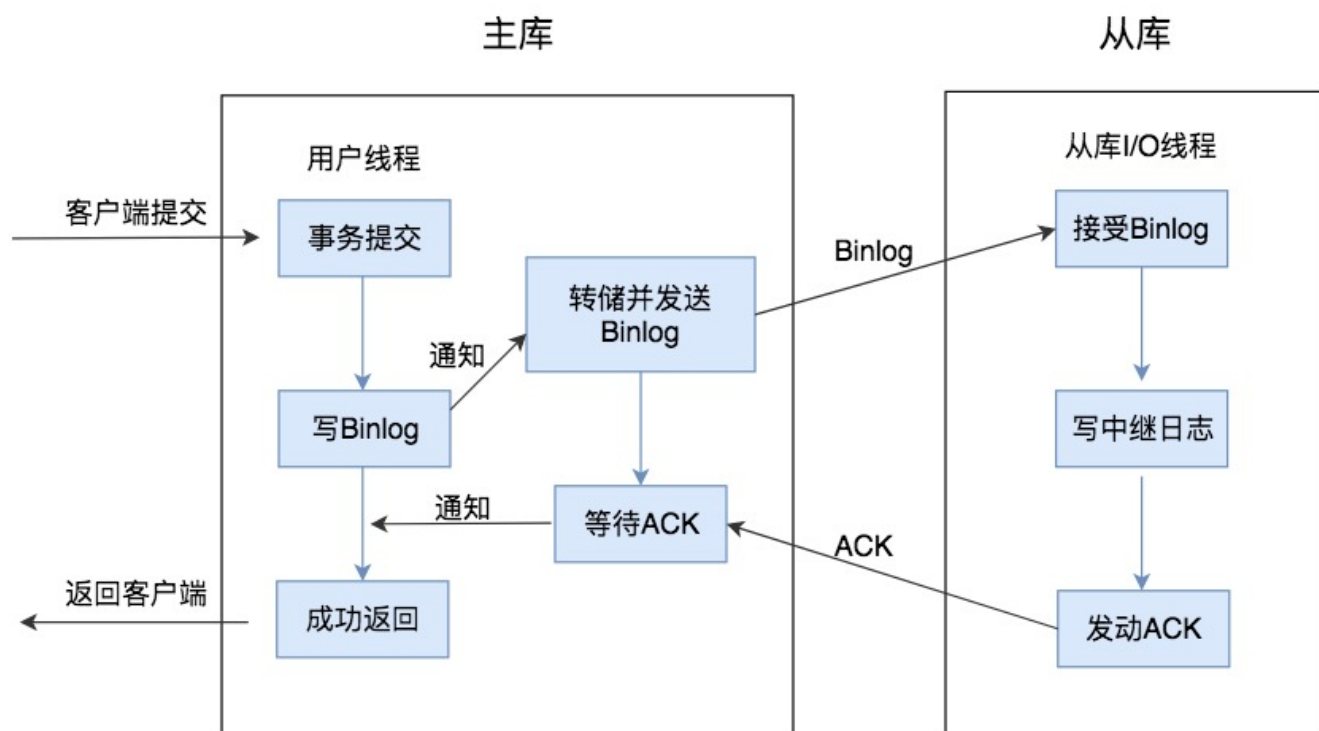 主库
从库
用户线程
从库I/O线程
客户端提交
事务提交
接受Binlog
Binlog
转储并发送
Binlog
通知
写Binlog
写中继日志
通知
等待ACK
ACK
返回客户端
成功返回
发动ACK